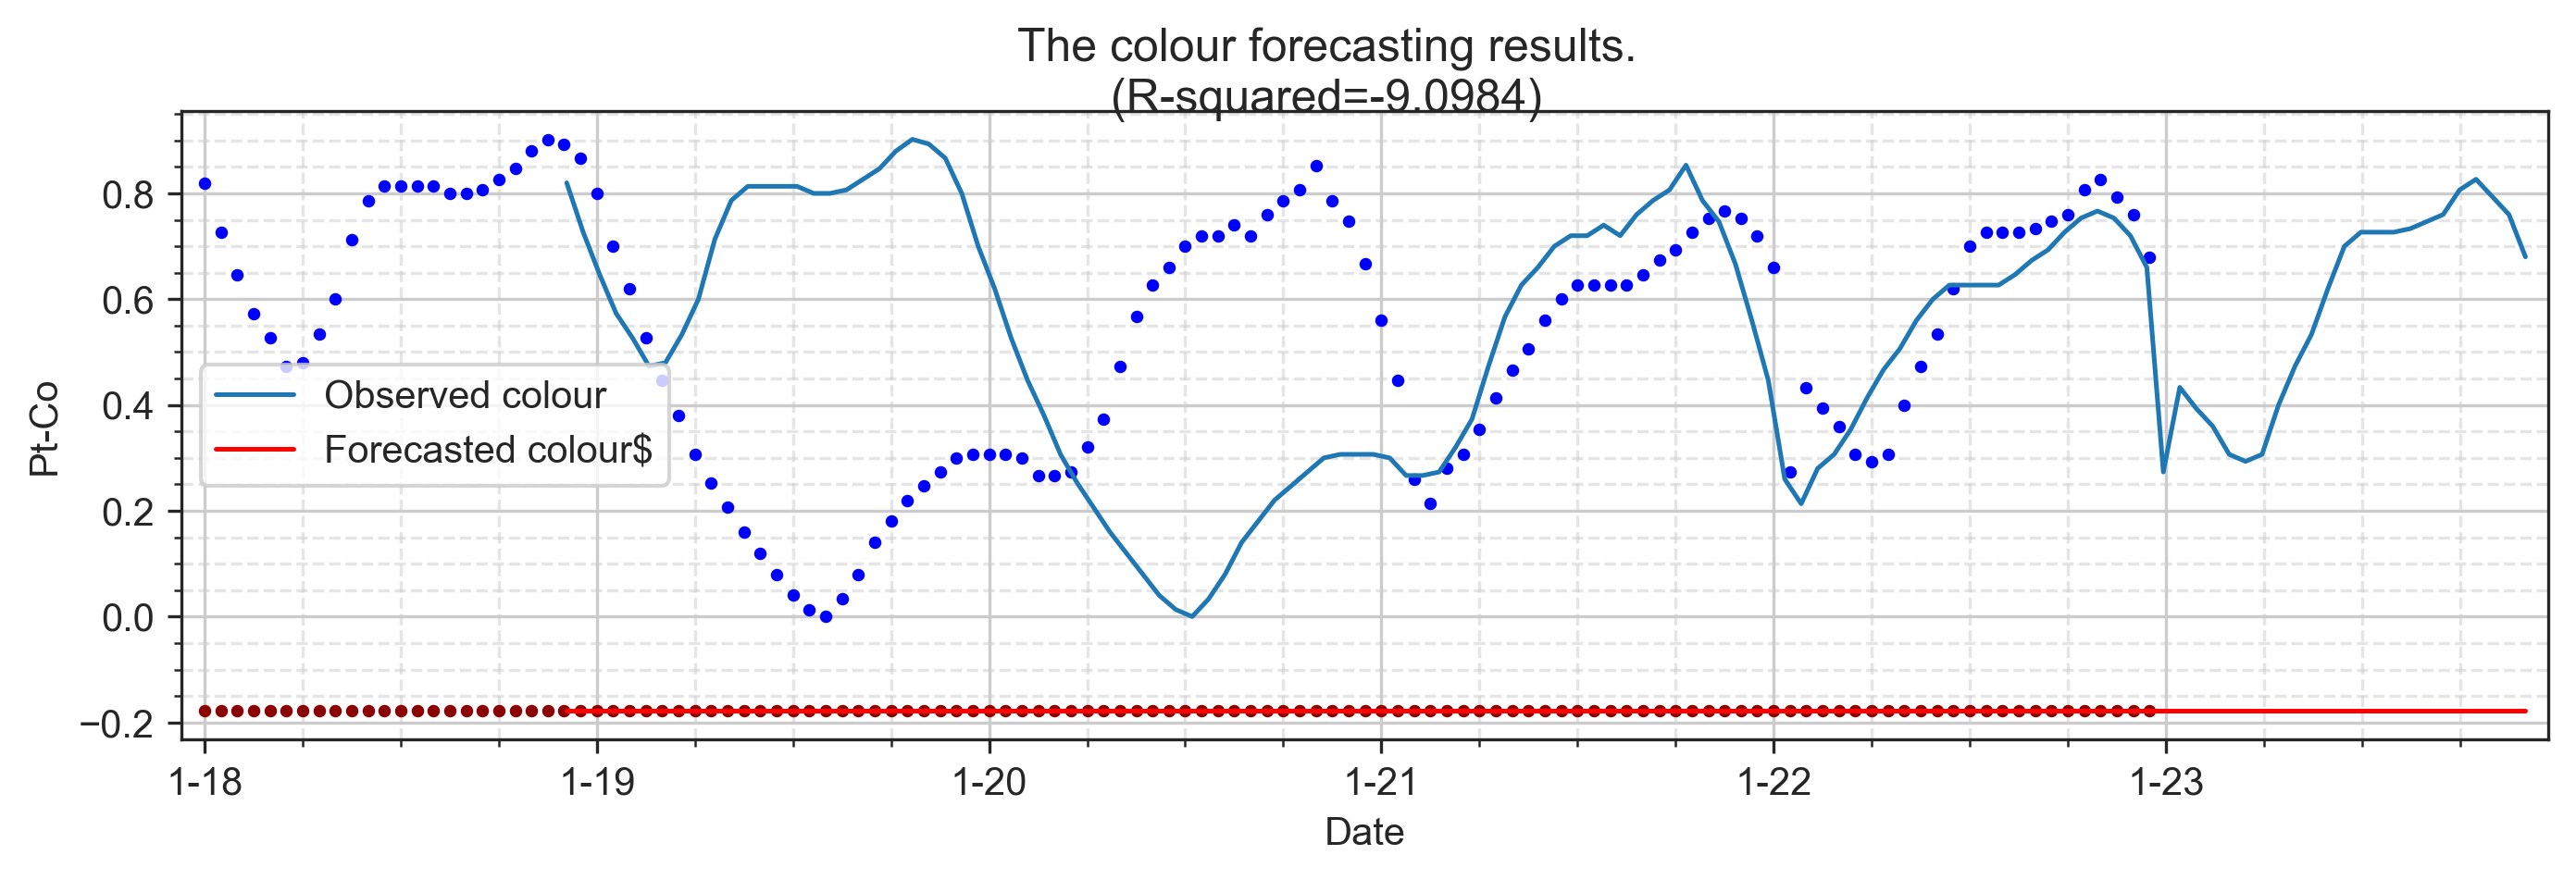 The colour forecasting results.
(R-squared=-9.0984)
Pt-Co
0.8
0.6
0.4
0.2
0.0
−0.2
Observed colour
Forecasted colour$
1-18 1-19 1-20 1-21 1-22 1-23
Date